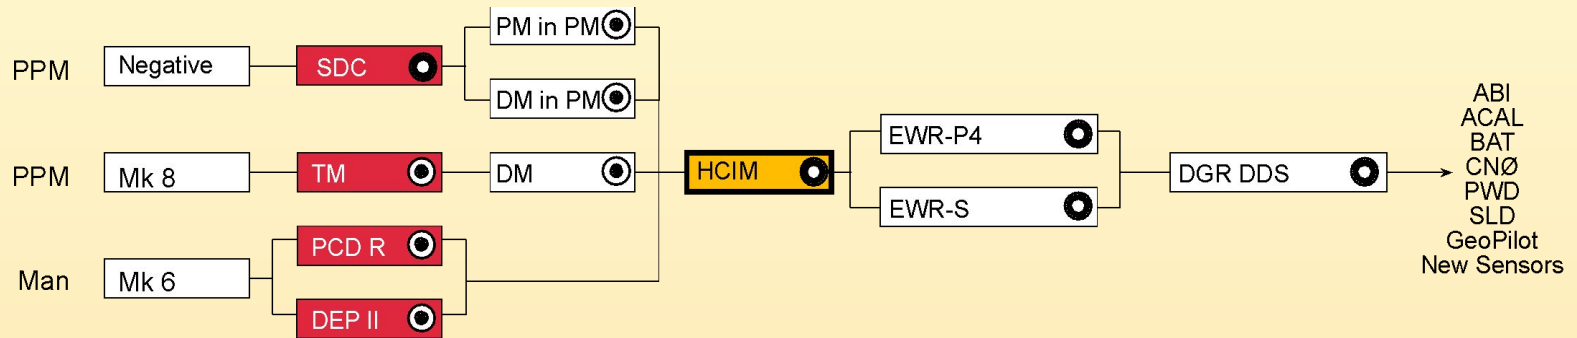 PPM
Negative
SDC
PM in PM
DM in PM
PPM
Mk 8
TM
DM
Man
Mk 6
PCD R
DEP II
HCIM
EWR-P4
EWR-S
DGR DDS
ABI
ACAL
BAT
CNØ
PWD
SLD
GeoPilot
New Sensors